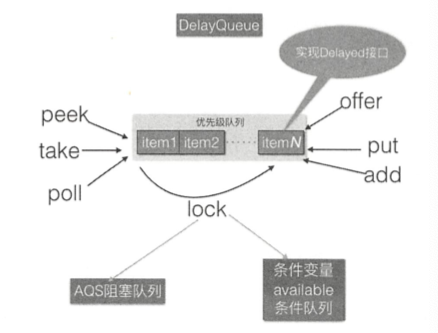 DelayQueue
实现Delayed接口
优先级队列
peek
take
poll
item1 item2 ········ itemN
offer
put
add
lock
AQS阻塞队列
条件变量
available
条件队列